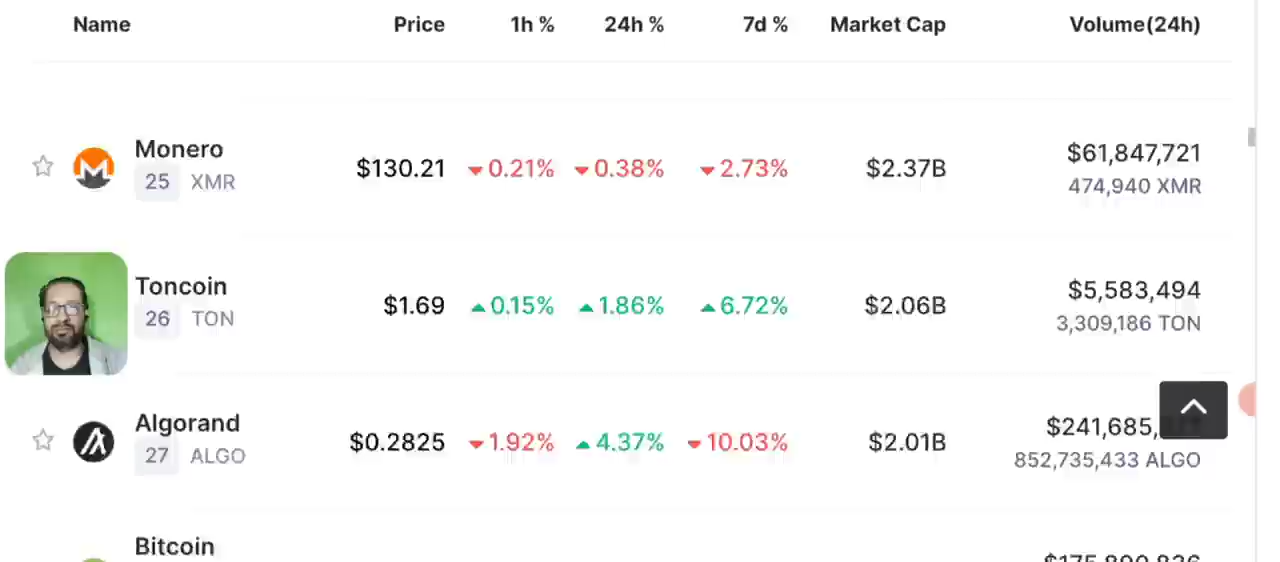 Name Price 1h % 24h % 7d % Market Cap Volume(24h)
Monero
$130.21 0.21% 0.38% 2.73% $2.37B $61,847,721
25 XMR 474,940 XMR
Toncoin
$1.69 0.15% 1.86% 6.72% $2.06B $5,583,494
26 TON 3,309,186 TON
Algorand
$0.2825 1.92% 4.37% 10.03% $2.01B $241,685,
27 ALGO 852,735,433 ALGO
Bitcoin